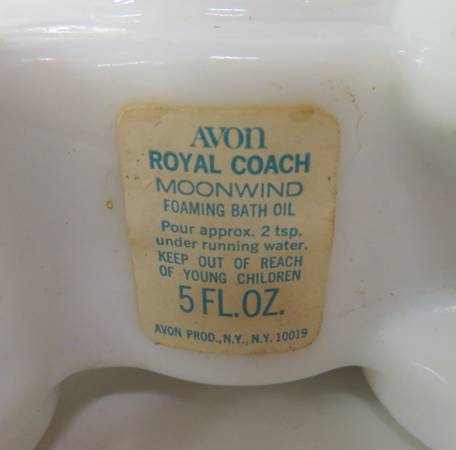 AVON
ROYAL COACH
MOONWIND
FOAMING BATH OIL
Pour approx. 2 tsp.
under running water.
KEEP OUT OF REACH
OF YOUNG CHILDREN
5 FL. OZ.
AVON PROD., N.Y., N.Y. 10019